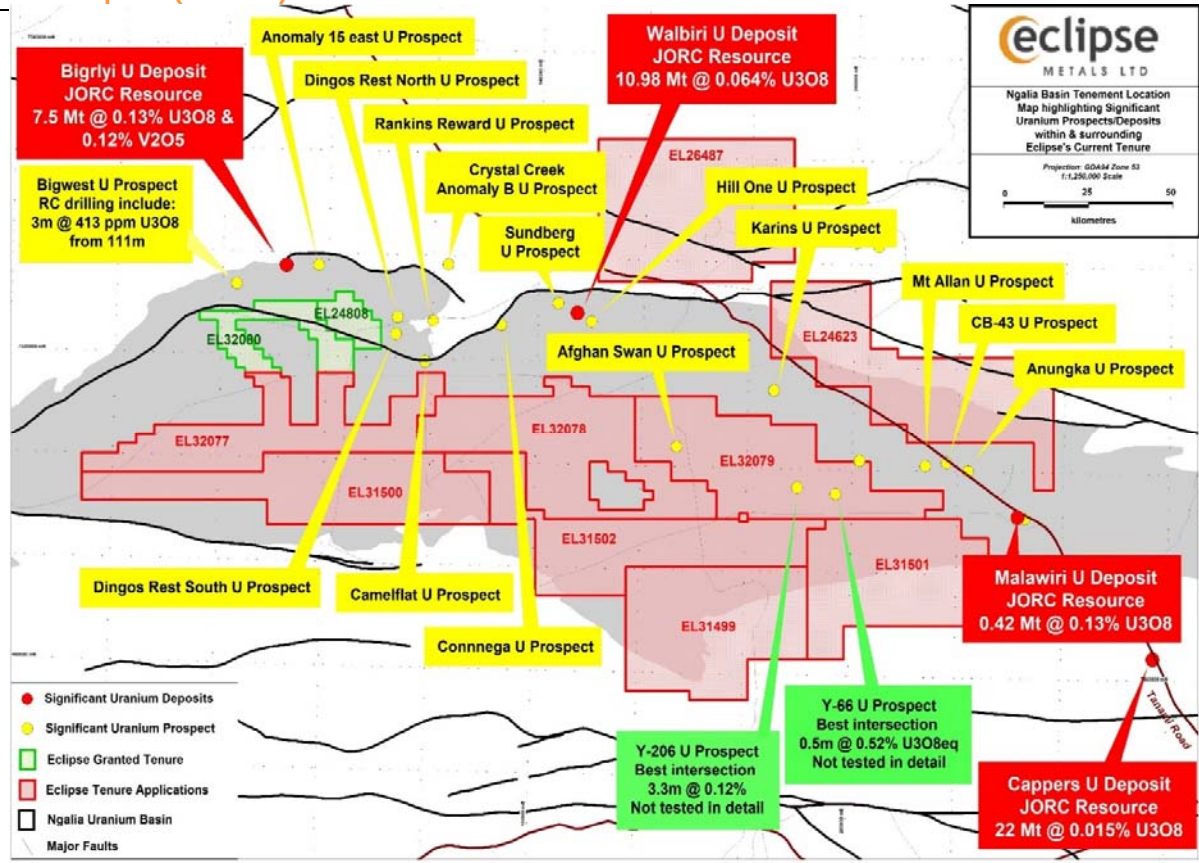 Anomaly 15 east U Prospect
Bigrlyi U Deposit
JORC Resource
7.5 Mt @ 0.13% U3O8 &
0.12% V2O5
Dingos Rest North U Prospect
Rankins Reward U Prospect
Walbiri U Deposit
JORC Resource
10.98 Mt @ 0.064% U3O8
eclipse
METALS LTD
Ngalia Basin Tenement Location
Map highlighting Significant
Uranium Prospects/Deposits
within & surrounding
Eclipse's Current Tenure
Projection: GDA94 Zone 53
1:1,250,000 Scale
0 25 50
kilometres
Bigwest U Prospect
RC drilling include:
3m @ 413 ppm U3O8
from 111m
Crystal Creek
Anomaly B U Prospect
Sundberg
U Prospect
EL26487
Hill One U Prospect
Karins U Prospect
Mt Allan U Prospect
CB-43 U Prospect
Anungka U Prospect
EL24808
EL32080
EL24623
Afghan Swan U Prospect
EL32077
EL32078
EL32079
EL31500
EL31502
EL31501
EL31499
Dingos Rest South U Prospect
Camelflat U Prospect
Connnega U Prospect
Malawiri U Deposit
JORC Resource
0.42 Mt @ 0.13% U3O8
Tanami Road
Y-206 U Prospect
Best intersection
3.3m @ 0.12%
Not tested in detail
Y-66 U Prospect
Best intersection
0.5m @ 0.52% U3O8eq
Not tested in detail
Cappers U Deposit
JORC Resource
22 Mt @ 0.015% U3O8
Significant Uranium Deposits
Significant Uranium Prospect
Eclipse Granted Tenure
Eclipse Tenure Applications
Ngalia Uranium Basin
Major Faults